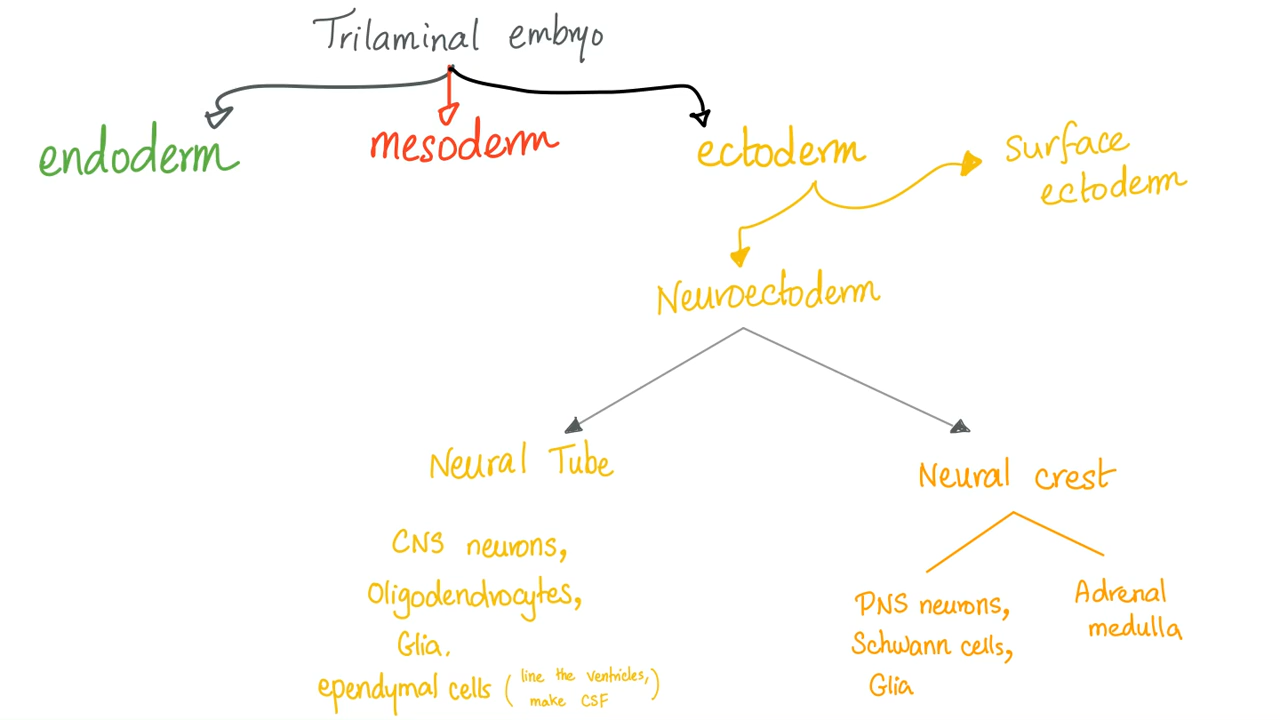 Trilaminal embryo
endoderm
mesoderm
ectoderm
surface
ectoderm
Neuroectoderm
Neural Tube
CNS neurons,
Oligodendrocytes,
Glia.
ependymal cells (line the ventricles,
make CSF)
Neural crest
PNS neurons,
Schwann cells,
Glia
Adrenal
medulla